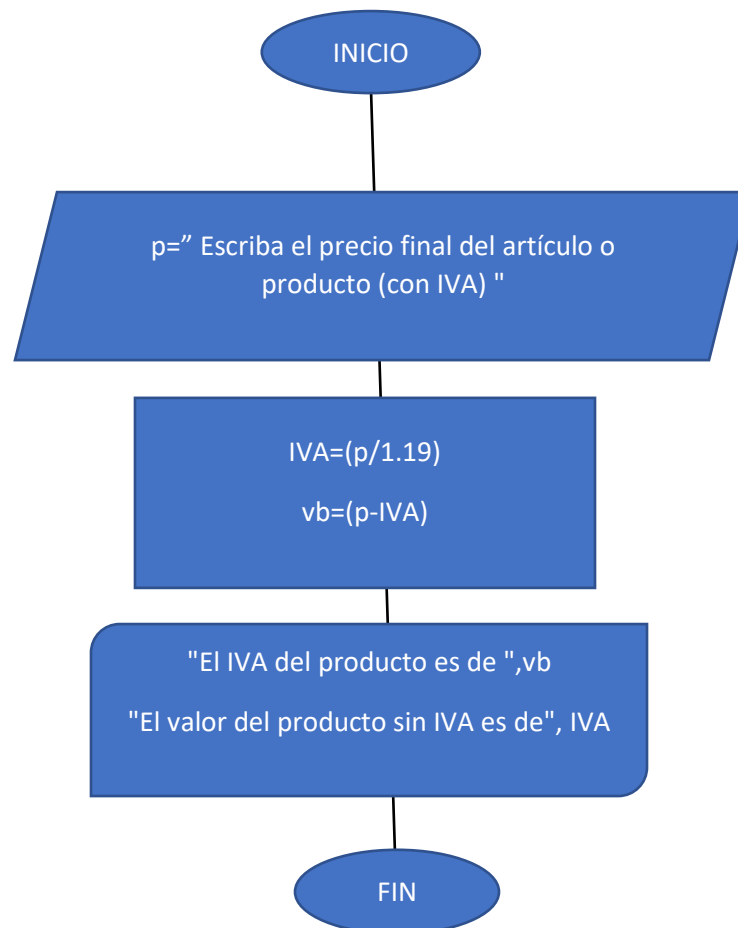 INICIO
p=” Escriba el precio final del artículo o
producto (con IVA) "
IVA=(p/1.19)
vb=(p-IVA)
"El IVA del producto es de ",vb
"El valor del producto sin IVA es de", IVA
FIN